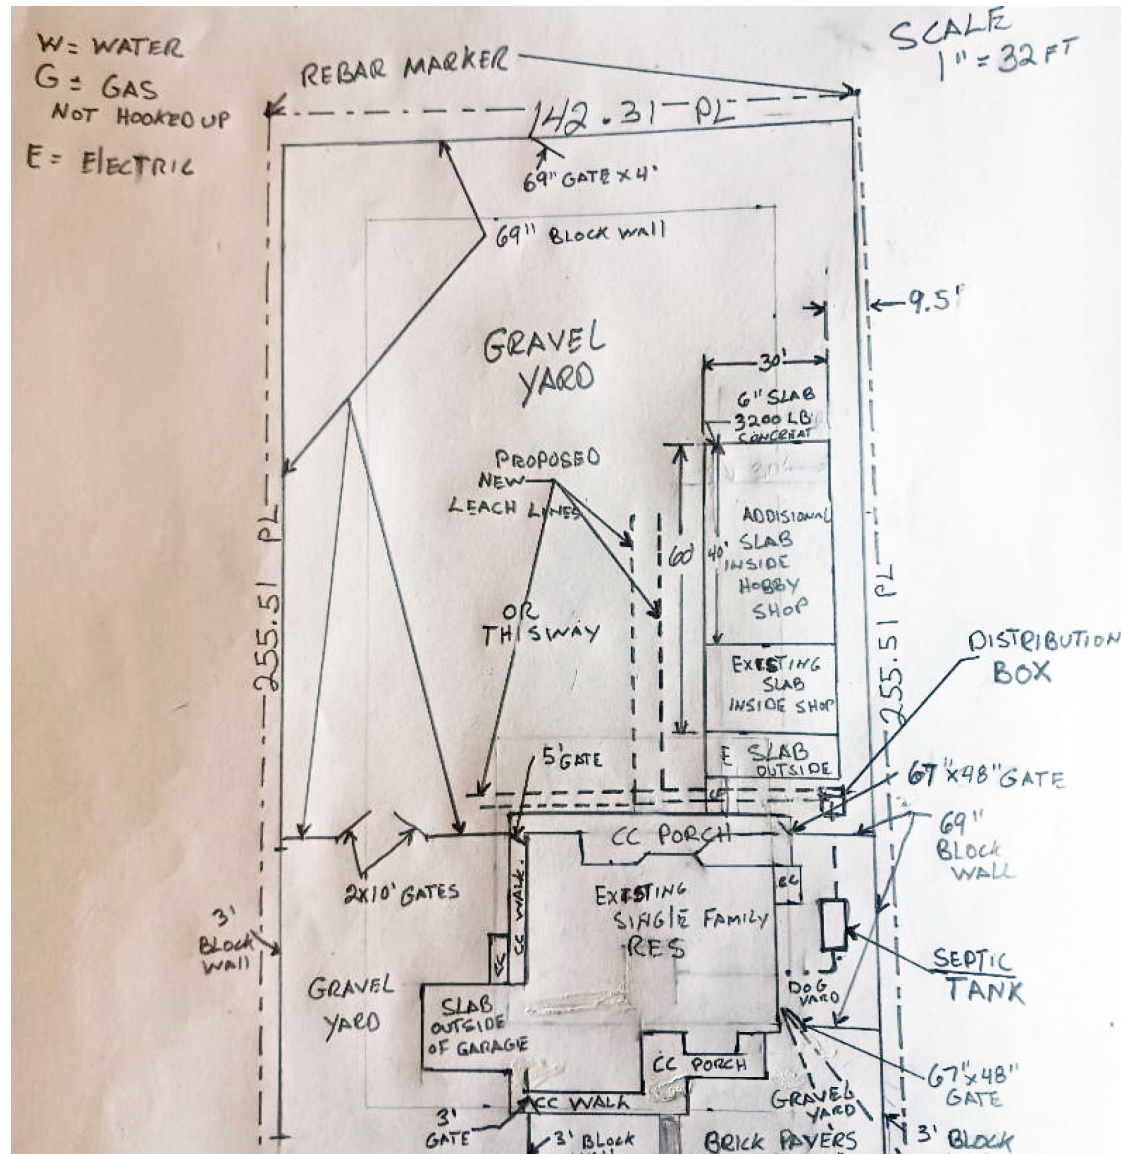 W = WATER
G = GAS
NOT HOOKED UP
E = ElECTRIC
REBAR MARKER
SCALE
1" = 32 FT
142.31 PL
69" GATE X 4'
69" BLOCK WAll
9.5'
GRAVEL
YARD
30'
6" SLAB
3200 LB
CONCREAT
PROPOSED
NEW
LEACH LINES
60'
40'
ADDISIONAL
SLAB
INSIDE
HOBBY
SHOP
OR
THIS WAY
255.51 PL
255.51 PL
EXISTING
SLAB
INSIDE SHOP
DISTRIBUTION
BOX
E SLAB
OUTSIDE
5' GATE
67" X 48" GATE
CC PORCH
69"
BLOCK
WALL
2X10' GATES
CC WALK
EXISTING
SINGlE FAMILY
RES
CC
CC
3'
BLOCK
WAll
SEPTIC
TANK
DOG
YARD
GRAVEL
YARD
SLAB
OUTSIDE
OF GARAGE
CC PORCH
67" X 48"
GATE
GRAVEL
YARD
CC WALK
3'
GATE
3' BlOCK
BRICK PAVERS
3' BLOCK